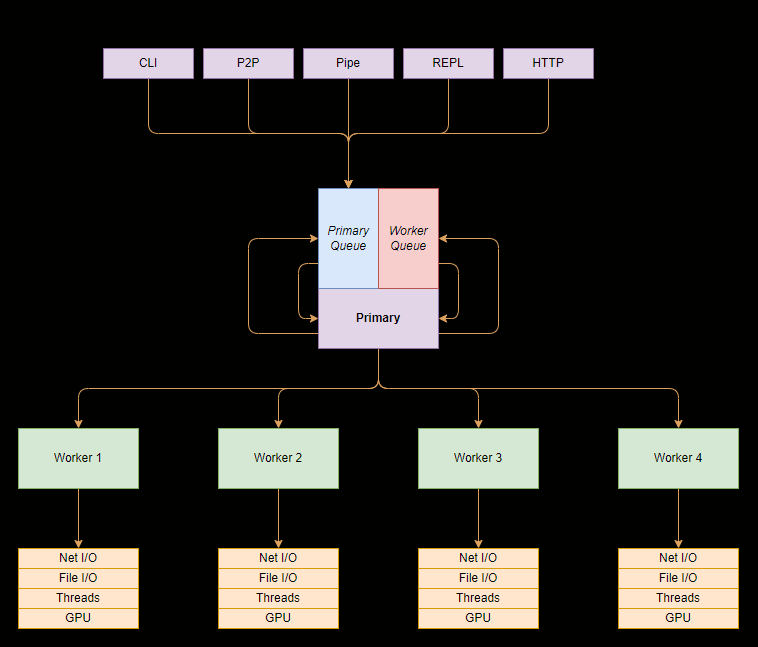 CLI
P2P
Pipe
REPL
HTTP
Primary
Queue
Worker
Queue
Primary
Worker 1
Worker 2
Worker 3
Worker 4
Net I/O
File I/O
Threads
GPU
Net I/O
File I/O
Threads
GPU
Net I/O
File I/O
Threads
GPU
Net I/O
File I/O
Threads
GPU